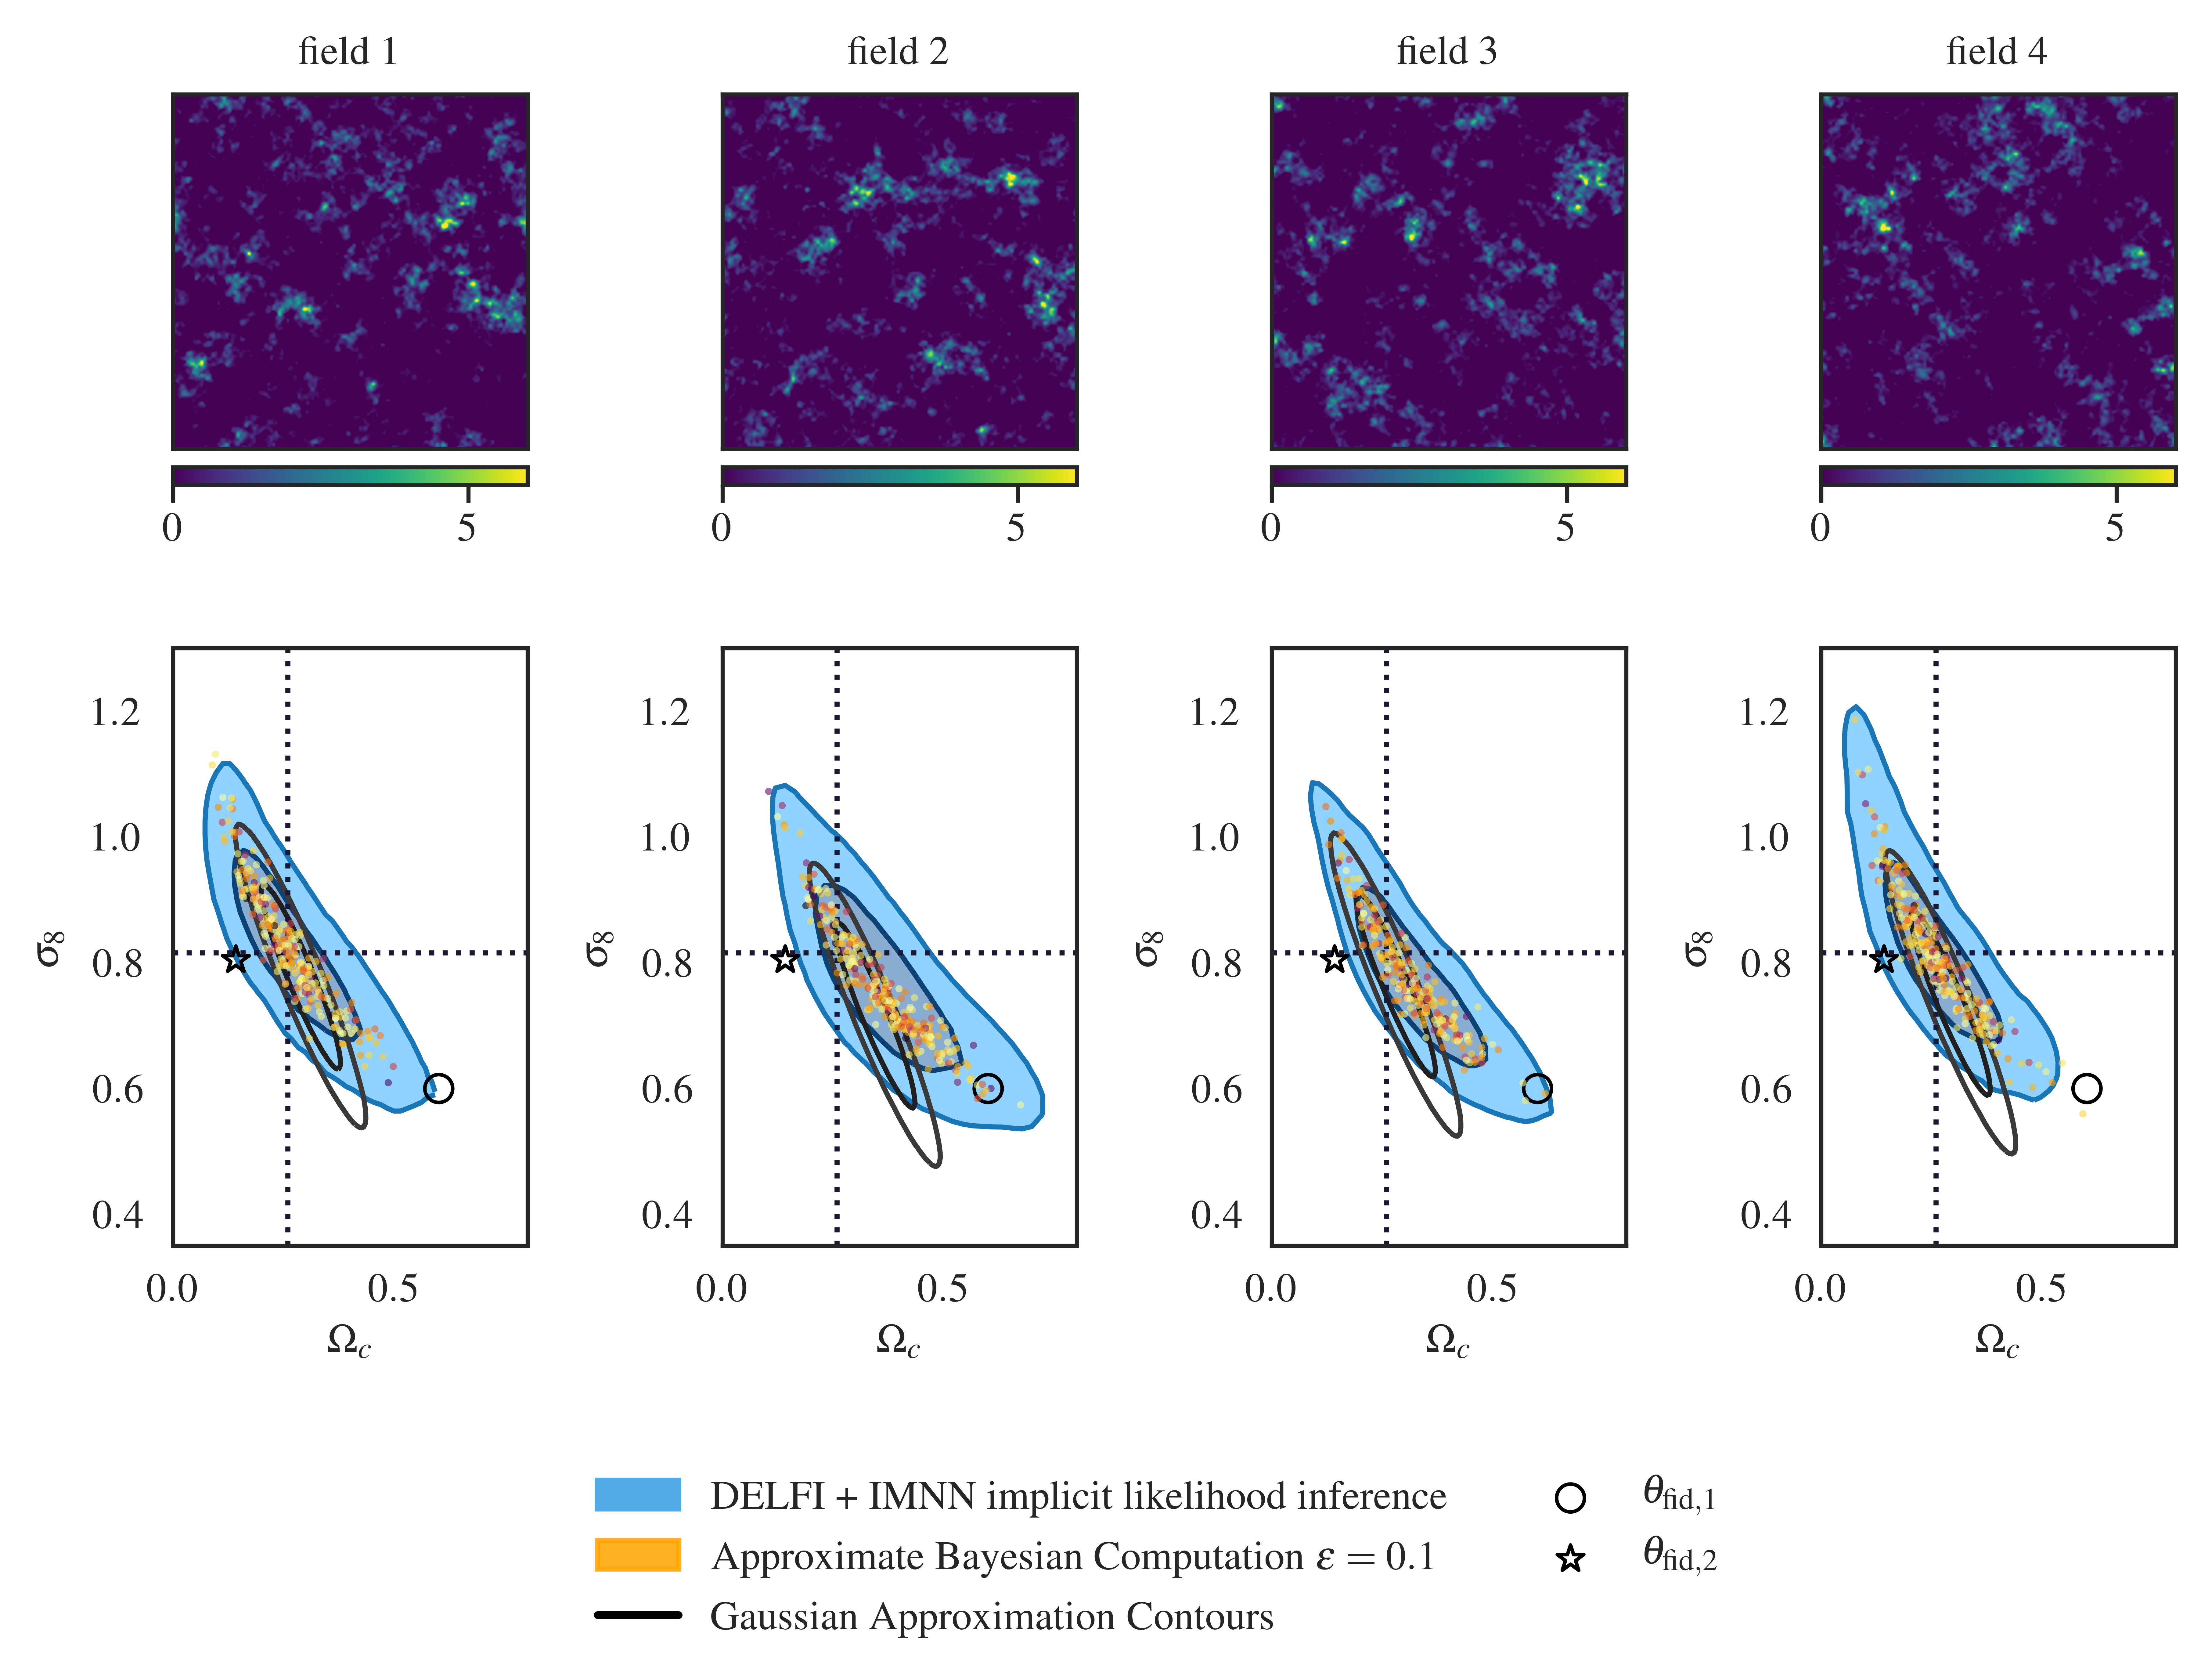 field 1 field 2 field 3 field 4
0 5 0 5 0 5 0 5
1.2 1.2 1.2 1.2
1.0 1.0 1.0 1.0
σ8 0.8 σ8 0.8 σ8 0.8 σ8 0.8
0.6 0.6 0.6 0.6
0.4 0.4 0.4 0.4
0.0 0.5 0.0 0.5 0.0 0.5 0.0 0.5
Ωc Ωc Ωc Ωc
DELFI + IMNN implicit likelihood inference θfid,1
Approximate Bayesian Computation ε = 0.1 θfid,2
Gaussian Approximation Contours